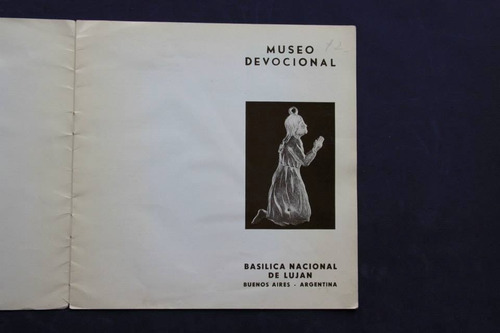 MUSEO
DEVOCIONAL
BASILICA NACIONAL
DE LUJAN
BUENOS AIRES - ARGENTINA